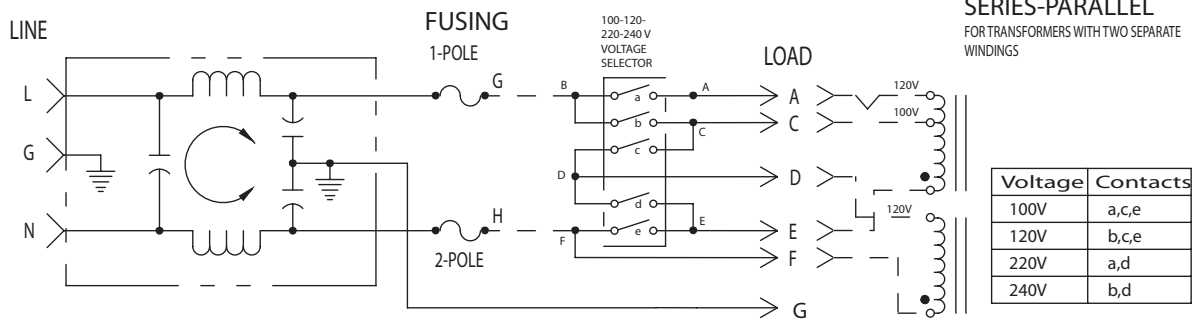 LINE
L
G
N
FUSING
1-POLE
G
H
2-POLE
100-120-
220-240 V
VOLTAGE
SELECTOR
B
a
A
b
C
c
D
d
E
F
e
LOAD
A
C
D
E
F
G
SERIES-PARALLEL
FOR TRANSFORMERS WITH TWO SEPARATE
WINDINGS
120V
100V
120V
Voltage Contacts
100V a,c,e
120V b,c,e
220V a,d
240V b,d